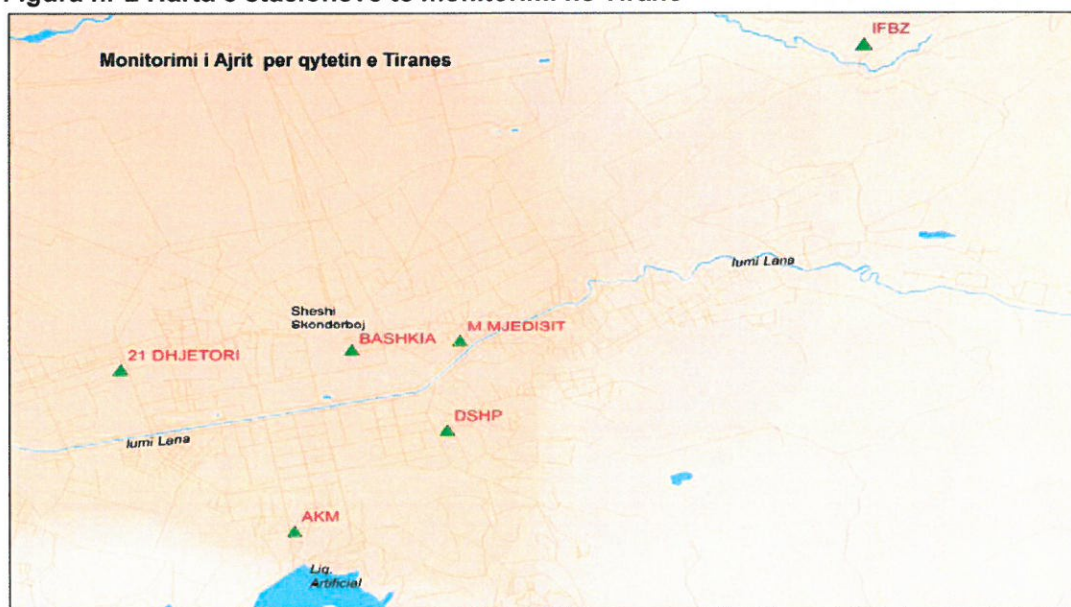 Monitorimi i Ajrit per qytetin e Tiranes
IFBZ
lumi Lana
Sheshi
M MJEDISIT
BASHKIA
21 DHJETORI
DSHP
lumi Lana
AKM
Liq.
Artificial